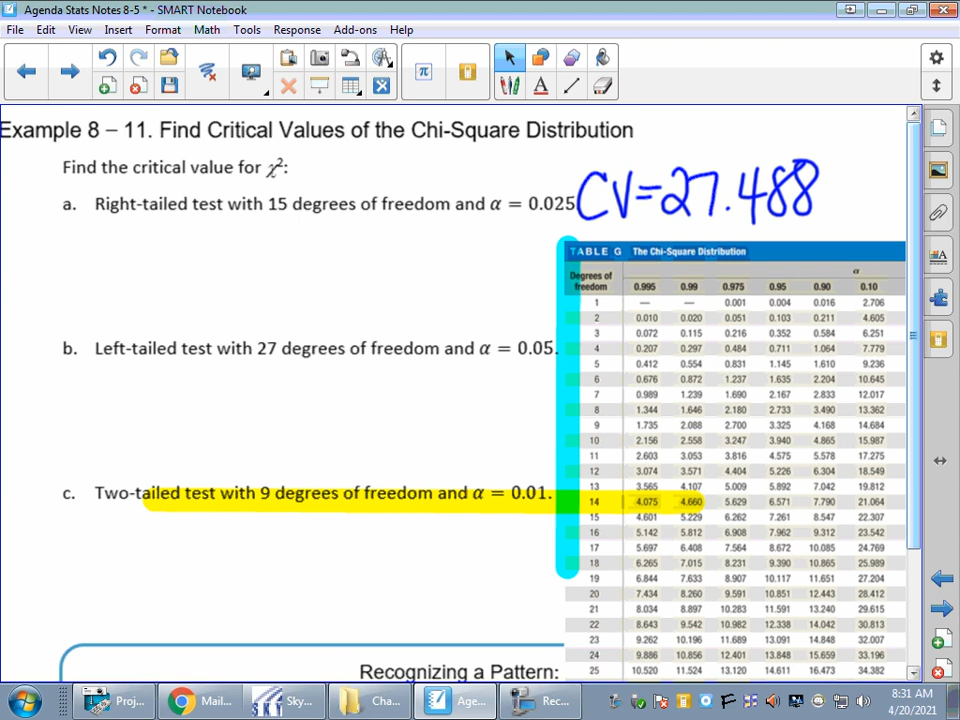 Agenda Stats Notes 8-5 * - SMART Notebook
File Edit View Insert Format Math Tools Response Add-ons Help
Example 8 – 11. Find Critical Values of the Chi-Square Distribution
Find the critical value for χ²:
a. Right-tailed test with 15 degrees of freedom and α = 0.025
CV=27.488
b. Left-tailed test with 27 degrees of freedom and α = 0.05.
c. Two-tailed test with 9 degrees of freedom and α = 0.01.
TABLE G The Chi-Square Distribution
Degrees of freedom α
0.995 0.99 0.975 0.95 0.90 0.10
1 — — 0.001 0.004 0.016 2.706
2 0.010 0.020 0.051 0.103 0.211 4.605
3 0.072 0.115 0.216 0.352 0.584 6.251
4 0.207 0.297 0.484 0.711 1.064 7.779
5 0.412 0.554 0.831 1.145 1.610 9.236
6 0.676 0.872 1.237 1.635 2.204 10.645
7 0.989 1.239 1.690 2.167 2.833 12.017
8 1.344 1.646 2.180 2.733 3.490 13.362
9 1.735 2.088 2.700 3.325 4.168 14.684
10 2.156 2.558 3.247 3.940 4.865 15.987
11 2.603 3.053 3.816 4.575 5.578 17.275
12 3.074 3.571 4.404 5.226 6.304 18.549
13 3.565 4.107 5.009 5.892 7.042 19.812
14 4.075 4.660 5.629 6.571 7.790 21.064
15 4.601 5.229 6.262 7.261 8.547 22.307
16 5.142 5.812 6.908 7.962 9.312 23.542
17 5.697 6.408 7.564 8.672 10.085 24.769
18 6.265 7.015 8.231 9.390 10.865 25.989
19 6.844 7.633 8.907 10.117 11.651 27.204
20 7.434 8.260 9.591 10.851 12.443 28.412
21 8.034 8.897 10.283 11.591 13.240 29.615
22 8.643 9.542 10.982 12.338 14.042 30.813
23 9.262 10.196 11.689 13.091 14.848 32.007
24 9.886 10.856 12.401 13.848 15.659 33.196
25 10.520 11.524 13.120 14.611 16.473 34.382
Recognizing a Pattern:
Proj... Mail... Sky... Cha... Age... Rec...
8:31 AM
4/20/2021